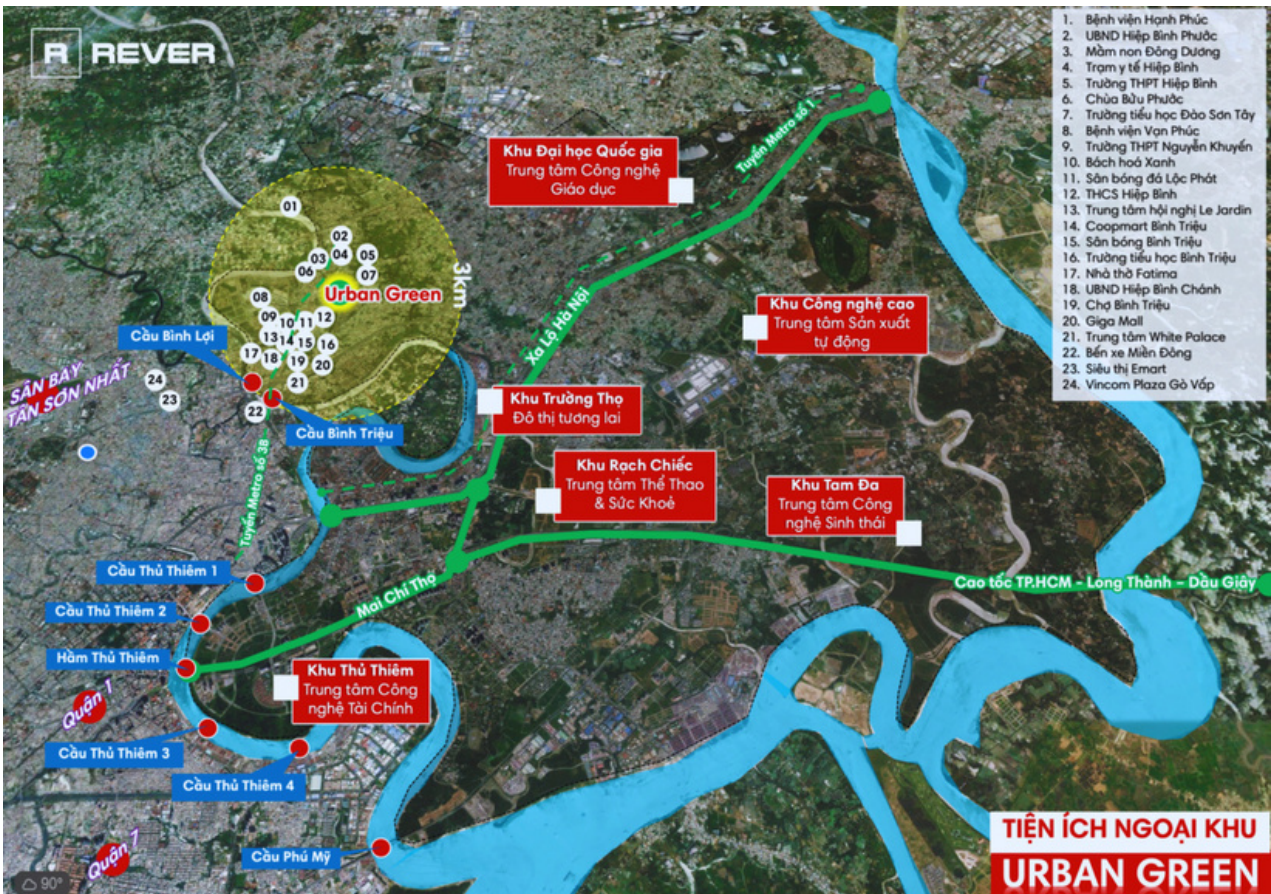 R REVER
1. Bệnh viện Hạnh Phúc
2. UBND Hiệp Bình Phước
3. Mầm non Đông Dương
4. Trạm y tế Hiệp Bình
5. Trường THPT Hiệp Bình
6. Chùa Bửu Phước
7. Trường tiểu học Đào Sơn Tây
8. Bệnh viện Vạn Phúc
9. Trường THPT Nguyễn Khuyến
10. Bách hoá Xanh
11. Sân bóng đá Lộc Phát
12. THCS Hiệp Bình
13. Trung tâm hội nghị Le Jardin
14. Coopmart Bình Triệu
15. Sân bóng Bình Triệu
16. Trường tiểu học Bình Triệu
17. Nhà thờ Fatima
18. UBND Hiệp Bình Chánh
19. Chợ Bình Triệu
20. Giga Mall
21. Trung tâm White Palace
22. Bến xe Miền Đông
23. Siêu thị Emart
24. Vincom Plaza Gò Vấp
Tuyến Metro số 1
Khu Đại học Quốc gia
Trung tâm Công nghệ
Giáo dục
01
02
03 04 05
06 07
Urban Green
3km
08
09 10 11 12
13 14 15 16
17 18 19 20
21
22
24
23
Xa Lộ Hà Nội
Khu Công nghệ cao
Trung tâm Sản xuất
tự động
Cầu Bình Lợi
SÂN BAY
TÂN SƠN NHẤT
Khu Trường Thọ
Đô thị tương lai
Cầu Bình Triệu
Tuyến Metro số 3B
Khu Rạch Chiếc
Trung tâm Thể Thao
& Sức Khoẻ
Khu Tam Đa
Trung tâm Công
nghệ Sinh thái
Cầu Thủ Thiêm 1
Mai Chí Thọ
Cao tốc TP.HCM - Long Thành - Dầu Giây
Cầu Thủ Thiêm 2
Hầm Thủ Thiêm
Khu Thủ Thiêm
Trung tâm Công
nghệ Tài Chính
Quận 1
Cầu Thủ Thiêm 3
Cầu Thủ Thiêm 4
Quận 7
Cầu Phú Mỹ
90°
TIỆN ÍCH NGOẠI KHU
URBAN GREEN